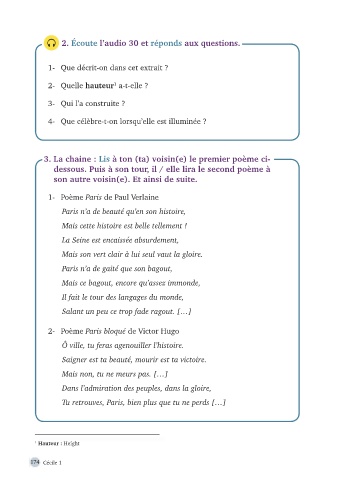 2. Écoute l'audio 30 et réponds aux questions.
1- Que décrit-on dans cet extrait ?
2- Quelle hauteur¹ a-t-elle ?
3- Qui l'a construite ?
4- Que célèbre-t-on lorsqu'elle est illuminée ?
3. La chaîne : Lis à ton (ta) voisin(e) le premier poème ci-
dessous. Puis à son tour, il / elle lira le second poème à
son autre voisin(e). Et ainsi de suite.
1- Poème Paris de Paul Verlaine
Paris n'a de beauté qu'en son histoire,
Mais cette histoire est belle tellement !
La Seine est encaissée absurdement,
Mais son vert clair à lui seul vaut la gloire.
Paris n'a de gaité que son bagout,
Mais ce bagout, encore qu'assez immonde,
Il fait le tour des langages du monde,
Salant un peu ce trop fade ragout. […]
2- Poème Paris bloqué de Victor Hugo
Ô ville, tu feras agenouiller l'histoire.
Saigner est ta beauté, mourir est ta victoire.
Mais non, tu ne meurs pas. […]
Dans l'admiration des peuples, dans la gloire,
Tu retrouves, Paris, bien plus que tu ne perds […]
¹ Hauteur : Height
174 Cécile 1